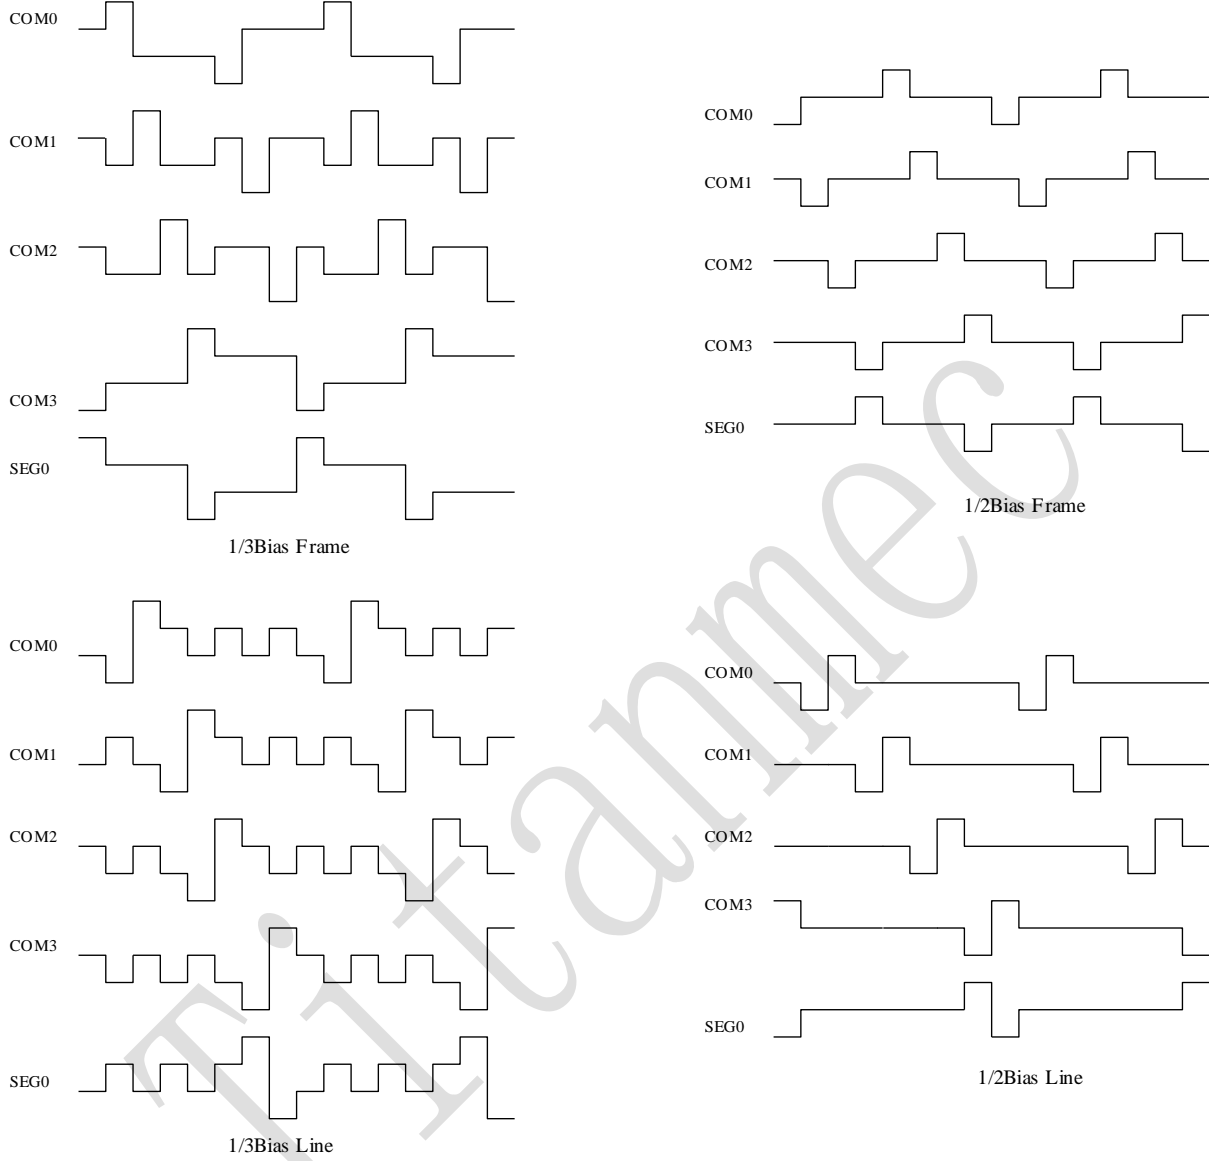 COM0
COM1
COM2
COM3
SEG0
1/3Bias Frame
COM0
COM1
COM2
COM3
SEG0
1/2Bias Frame
COM0
COM1
COM2
COM3
SEG0
1/3Bias Line
COM0
COM1
COM2
COM3
SEG0
1/2Bias Line
Titanmec